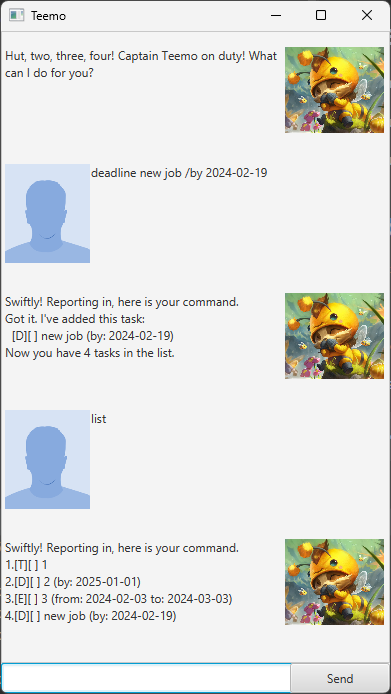 Teemo
Hut, two, three, four! Captain Teemo on duty! What
can I do for you?
deadline new job /by 2024-02-19
Swiftly! Reporting in, here is your command.
Got it. I've added this task:
[D][ ] new job (by: 2024-02-19)
Now you have 4 tasks in the list.
list
Swiftly! Reporting in, here is your command.
1.[T][ ] 1
2.[D][ ] 2 (by: 2025-01-01)
3.[E][ ] 3 (from: 2024-02-03 to: 2024-03-03)
4.[D][ ] new job (by: 2024-02-19)
Send